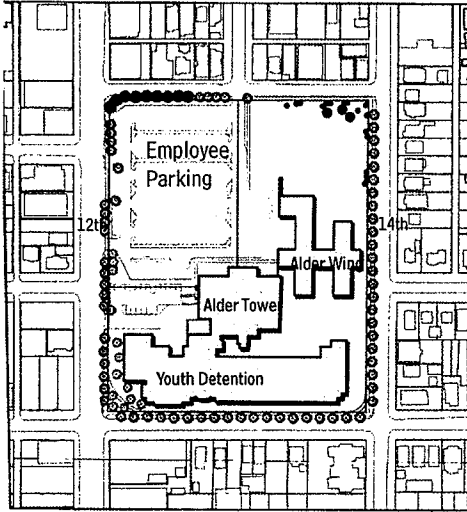 Employee
Parking
12th
14th
Alder Wing
Alder Tower
Youth Detention